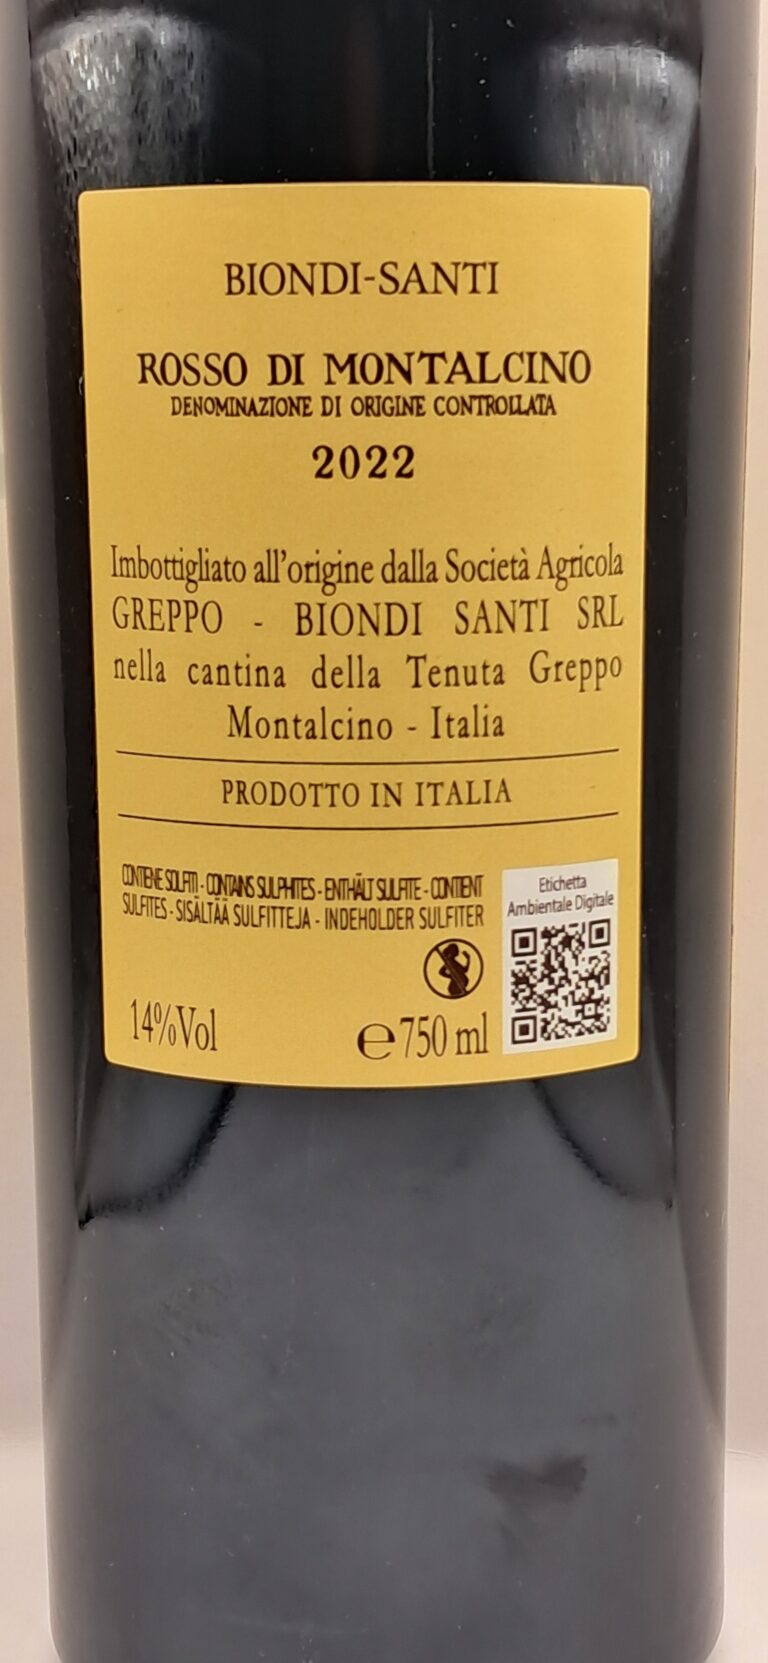 BIONDI-SANTI
ROSSO DI MONTALCINO
DENOMINAZIONE DI ORIGINE CONTROLLATA
2022
Imbottigliato all'origine dalla Società Agricola
GREPPO - BIONDI SANTI SRL
nella cantina della Tenuta Greppo
Montalcino - Italia
PRODOTTO IN ITALIA
CONTIENE SOLFITI - CONTAINS SULPHITES - ENTHÄLT SULFITE - CONTIENT
SULFITES - SISÄLTÄÄ SULFITTEJA - INDEHOLDER SULFITER
Etichetta
Ambientale Digitale
14%Vol
℮ 750 ml